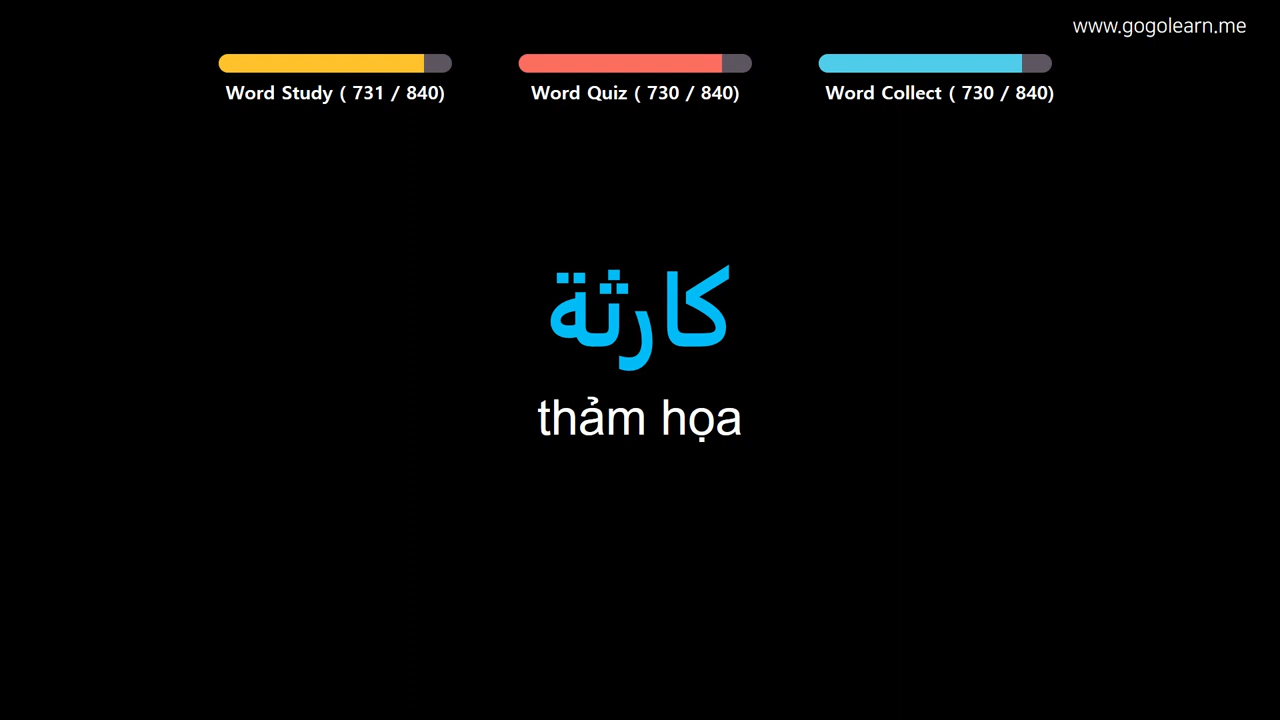 www.gogolearn.me
Word Study ( 731 / 840)
Word Quiz ( 730 / 840)
Word Collect ( 730 / 840)
كارثة
thảm họa